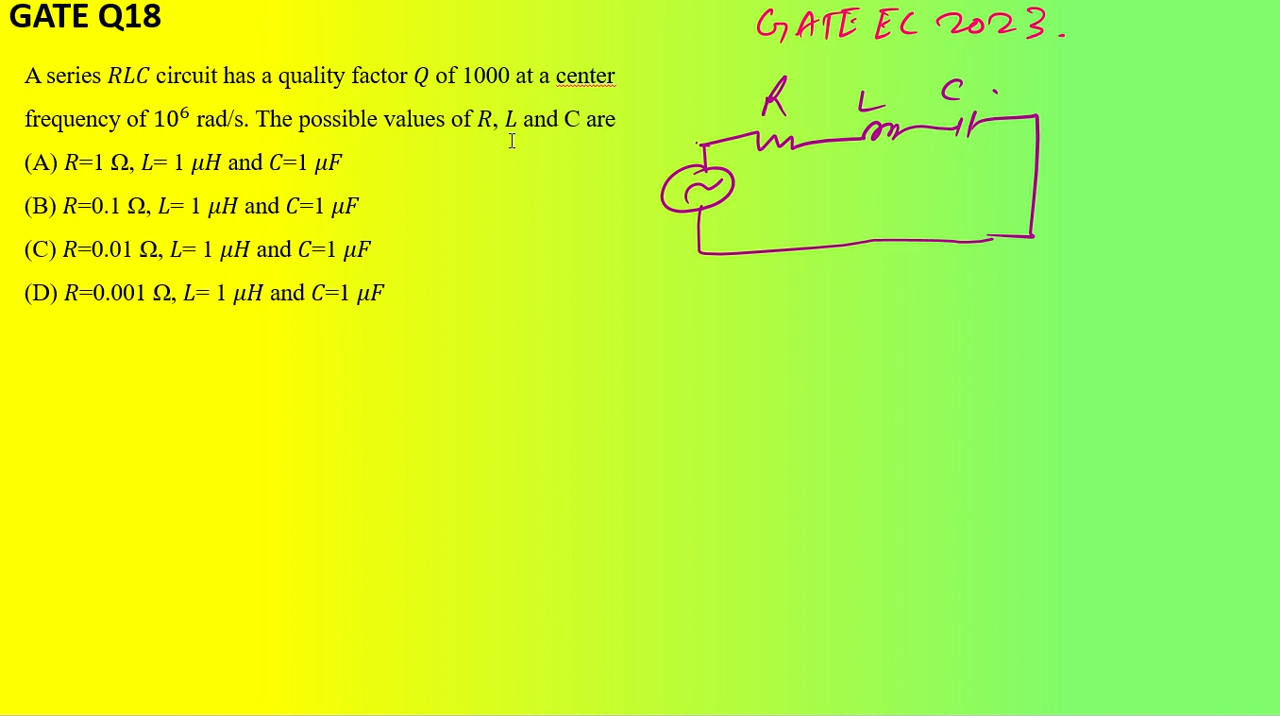 GATE Q18
GATE EC 2023.
A series RLC circuit has a quality factor Q of 1000 at a center
frequency of 10⁶ rad/s. The possible values of R, L and C are
(A) R=1 Ω, L= 1 μH and C=1 μF
(B) R=0.1 Ω, L= 1 μH and C=1 μF
(C) R=0.01 Ω, L= 1 μH and C=1 μF
(D) R=0.001 Ω, L= 1 μH and C=1 μF
R L C